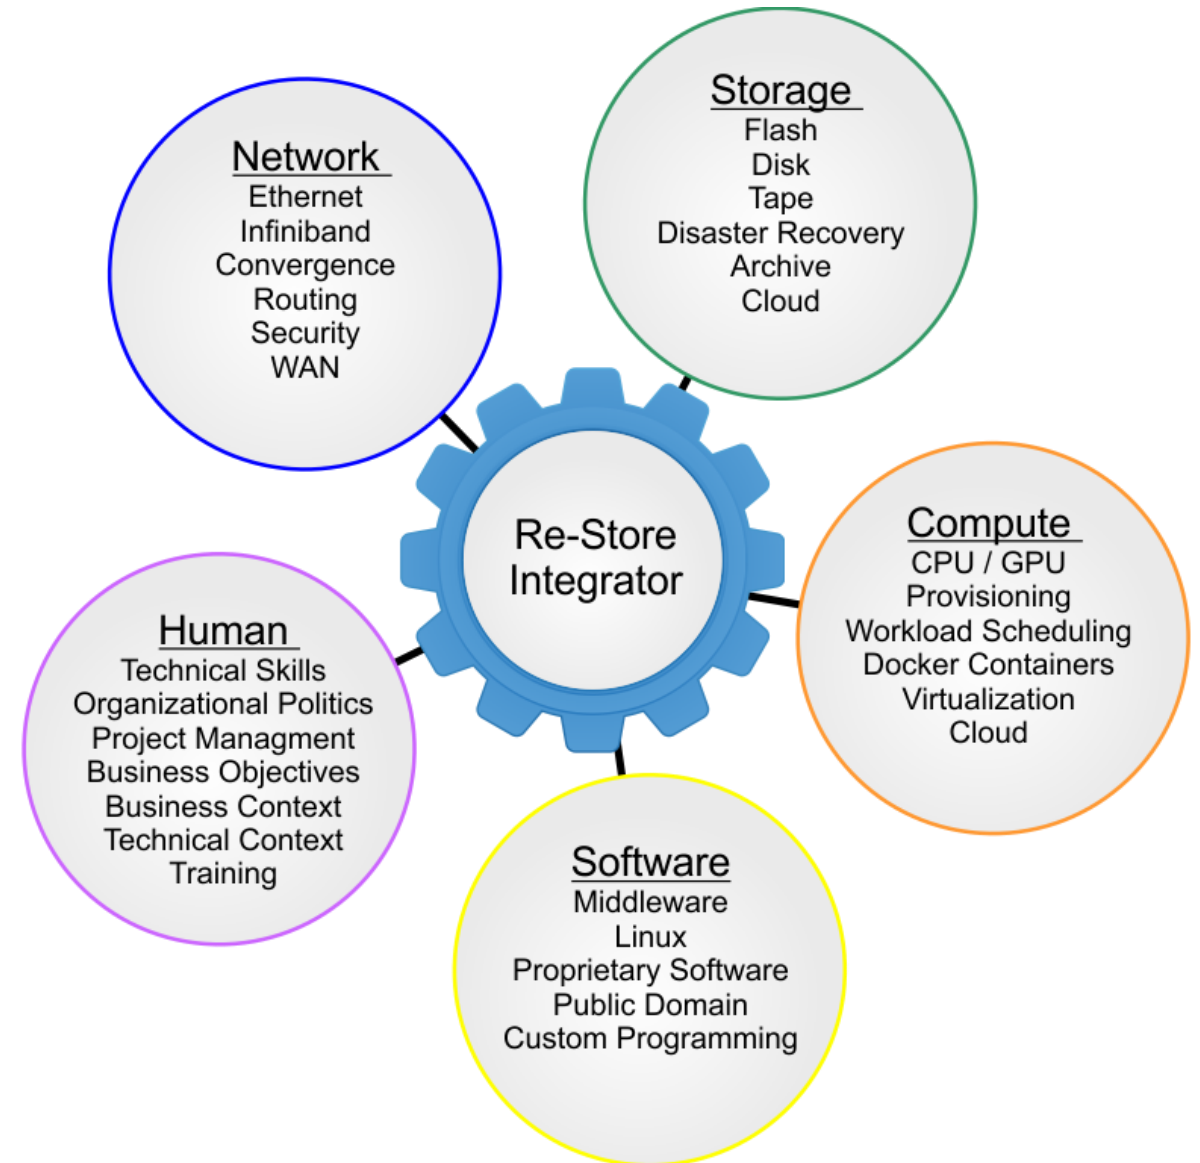 Storage
Flash
Disk
Tape
Disaster Recovery
Archive
Cloud
Network
Ethernet
Infiniband
Convergence
Routing
Security
WAN
Re-Store
Integrator
Compute
CPU / GPU
Provisioning
Workload Scheduling
Docker Containers
Virtualization
Cloud
Human
Technical Skills
Organizational Politics
Project Managment
Business Objectives
Business Context
Technical Context
Training
Software
Middleware
Linux
Proprietary Software
Public Domain
Custom Programming